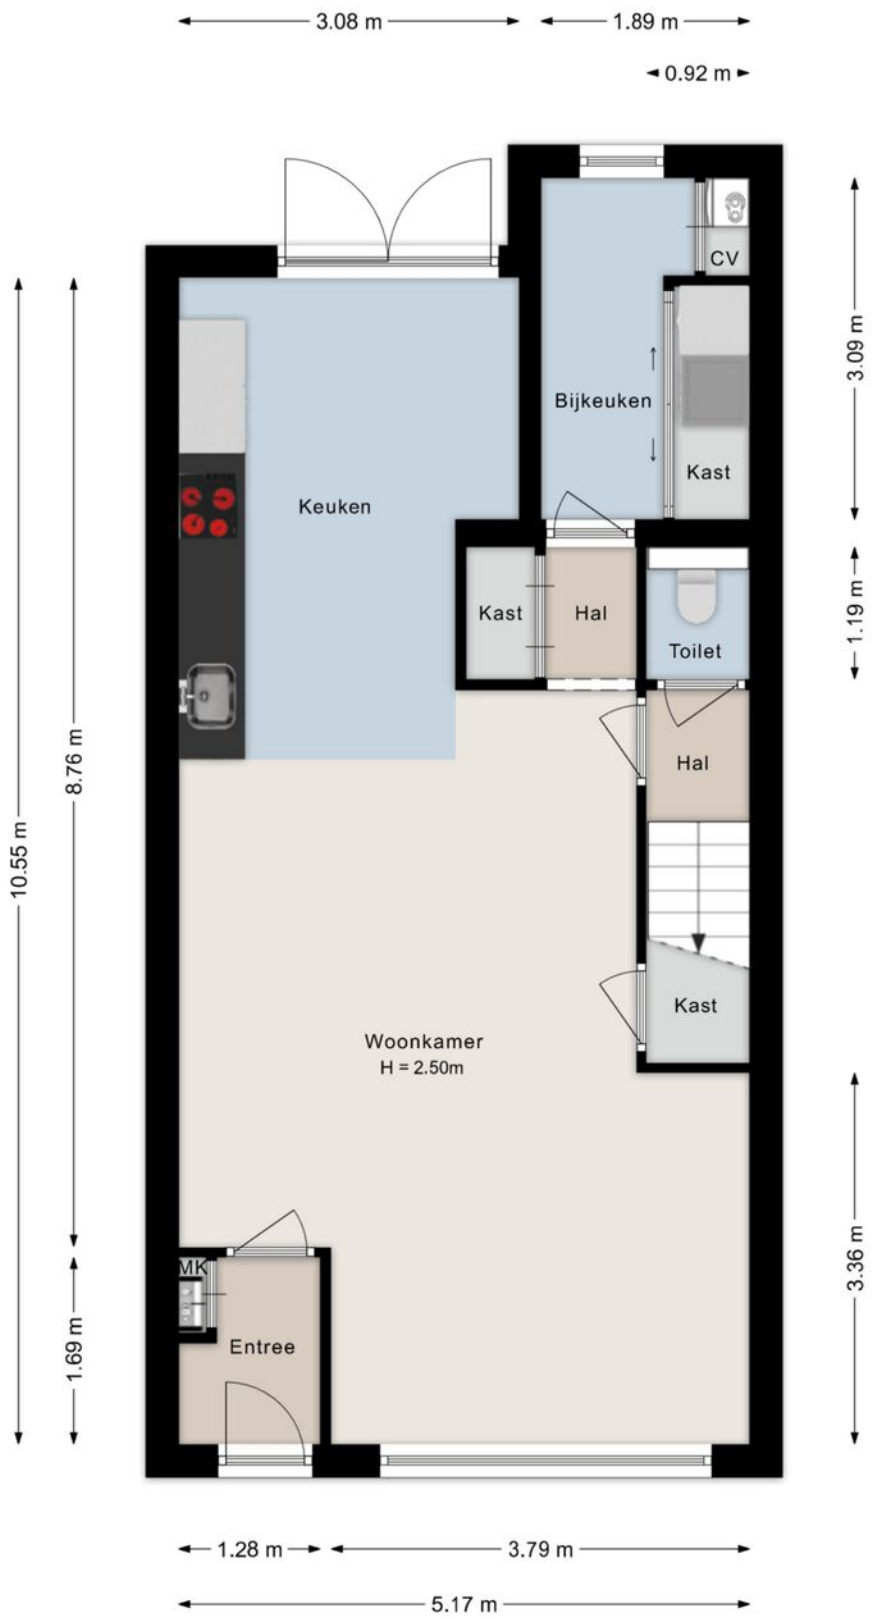 3.08 m
1.89 m
0.92 m
CV
3.09 m
Bijkeuken
Kast
Keuken
Kast
Hal
1.19 m
Toilet
Hal
8.76 m
10.55 m
Kast
Woonkamer
H = 2.50m
3.36 m
MK
1.69 m
Entree
1.28 m
3.79 m
5.17 m